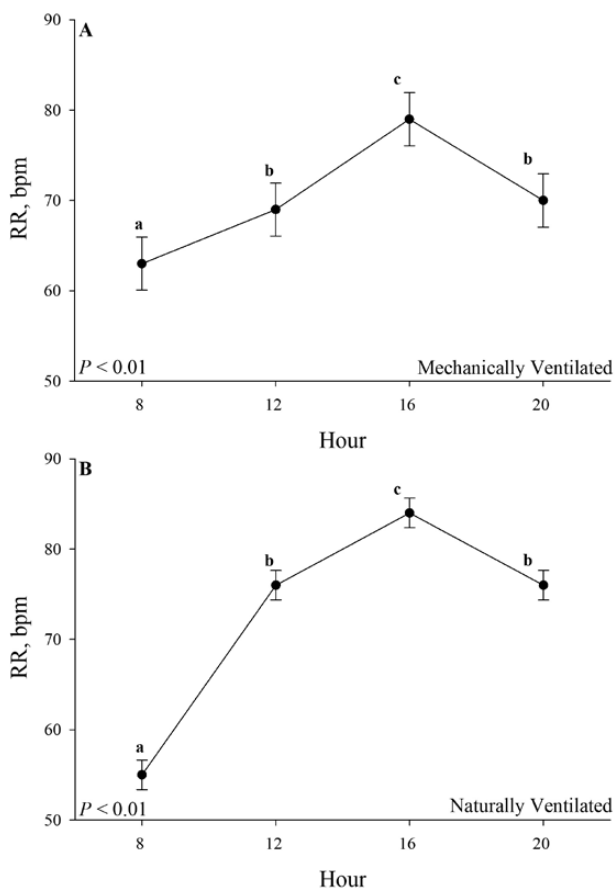 A
90
c
80
b
b
70
a
60
50
P < 0.01
Mechanically Ventilated
8
12
16
20
Hour
RR, bpm
B
90
c
80
b
b
70
60
a
50
P < 0.01
Naturally Ventilated
8
12
16
20
Hour
RR, bpm